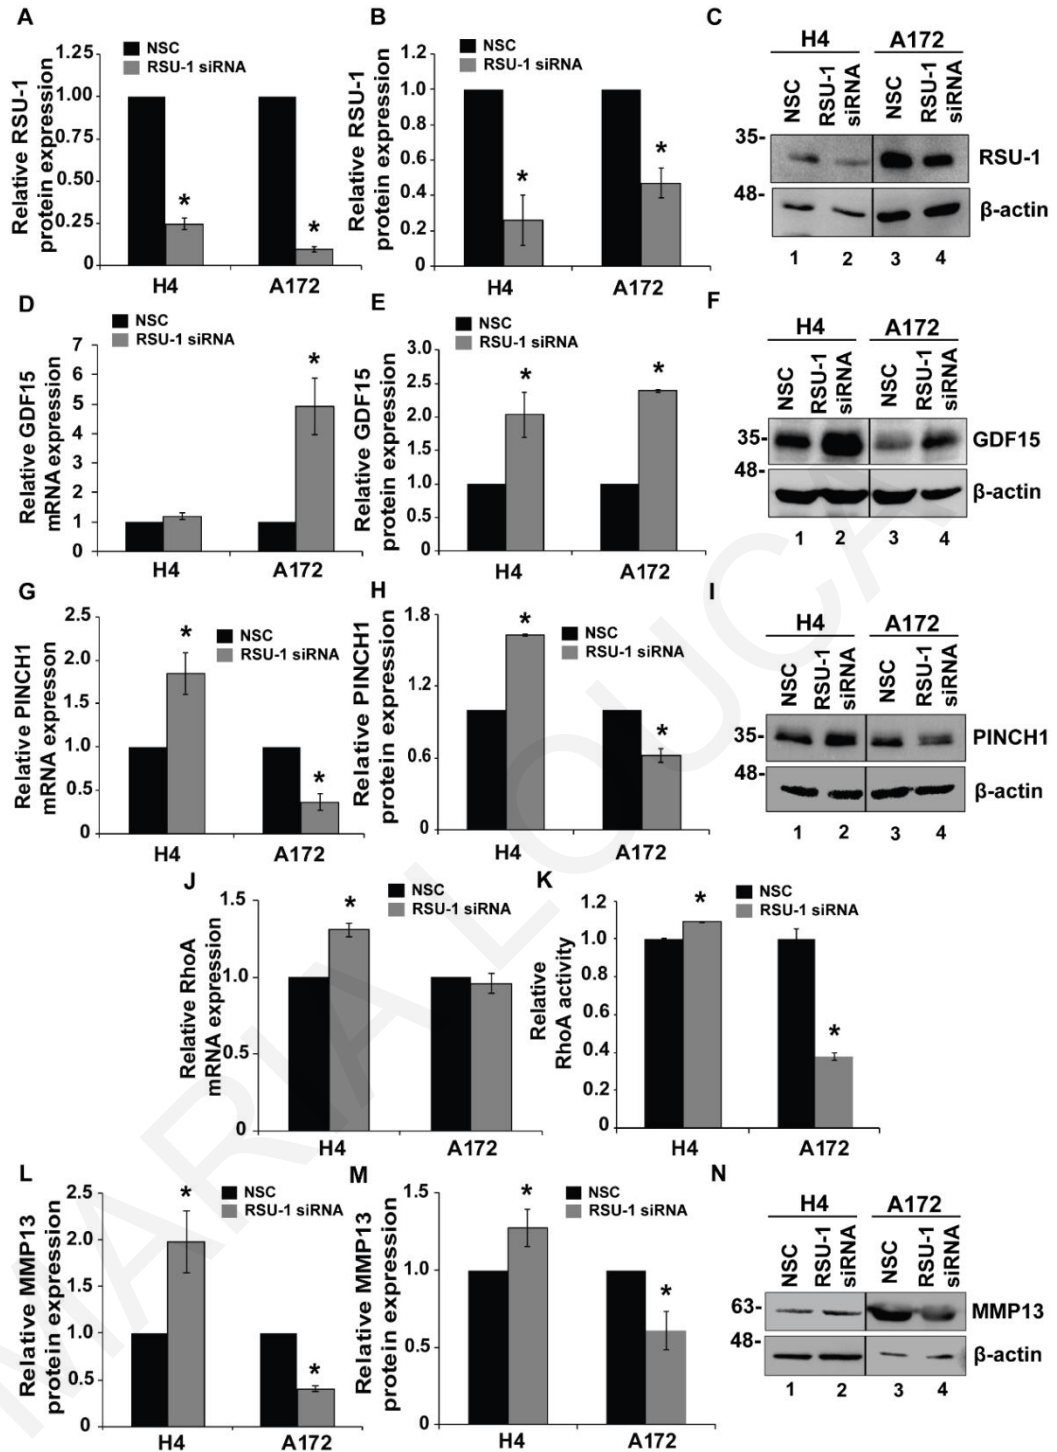 A
Relative RSU-1
protein expression
1.25
1.00
0.75
0.50
0.25
0
NSC
RSU-1 siRNA
*
*
H4
A172
B
Relative RSU-1
protein expression
1.2
1.0
0.8
0.6
0.4
0.2
0
NSC
RSU-1 siRNA
*
*
H4
A172
C
H4
A172
NSC
RSU-1
siRNA
NSC
RSU-1
siRNA
35-
RSU-1
48-
β-actin
1
2
3
4
D
Relative GDF15
mRNA expression
7
6
5
4
3
2
1
0
NSC
RSU-1 siRNA
*
H4
A172
E
Relative GDF15
protein expression
3.0
2.5
2.0
1.5
1.0
0.5
0
NSC
RSU-1 siRNA
*
*
H4
A172
F
H4
A172
NSC
RSU-1
siRNA
NSC
RSU-1
siRNA
35-
GDF15
48-
β-actin
1
2
3
4
G
Relative PINCH1
mRNA expresson
2.5
2.0
1.5
1.0
0.5
0
NSC
RSU-1 siRNA
*
*
H4
A172
H
Relative PINCH1
protein expression
1.8
1.2
0.6
0
NSC
RSU-1 siRNA
*
*
H4
A172
I
H4
A172
NSC
RSU-1
siRNA
NSC
RSU-1
siRNA
35-
PINCH1
48-
β-actin
1
2
3
4
J
Relative RhoA
mRNA expression
1.5
1.0
0.5
0
NSC
RSU-1 siRNA
*
H4
A172
K
Relative
RhoA activity
1.2
1.0
0.8
0.6
0.4
0.2
0
NSC
RSU-1 siRNA
*
*
H4
A172
L
Relative MMP13
protein expression
2.5
2.0
1.5
1.0
0.5
0
NSC
RSU-1 siRNA
*
*
H4
A172
M
Relative MMP13
protein expression
1.5
1.0
0.5
0
NSC
RSU-1 siRNA
*
*
H4
A172
N
H4
A172
NSC
RSU-1
siRNA
NSC
RSU-1
siRNA
63-
MMP13
48-
β-actin
1
2
3
4
MARIA LOUCA